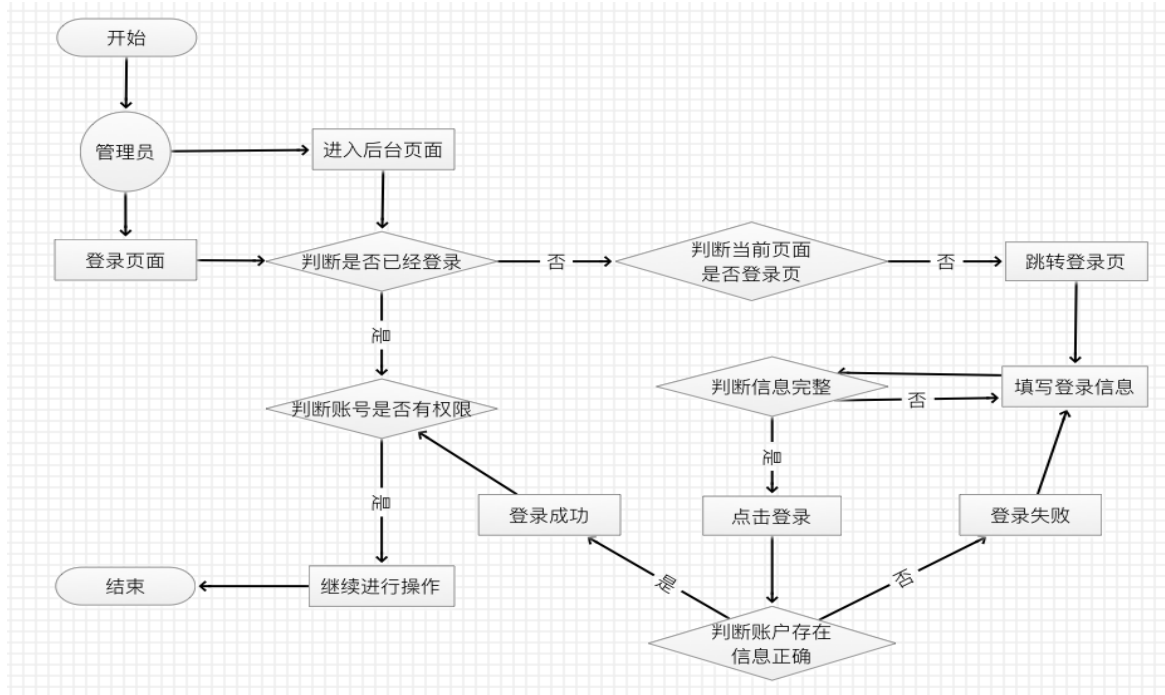 开始
管理员
进入后台页面
登录页面
判断是否已经登录
否
判断当前页面
是否登录页
否
跳转登录页
是
判断信息完整
否
填写登录信息
判断账号是否有权限
是
是
登录成功
点击登录
登录失败
结束
继续进行操作
是
否
判断账户存在
信息正确